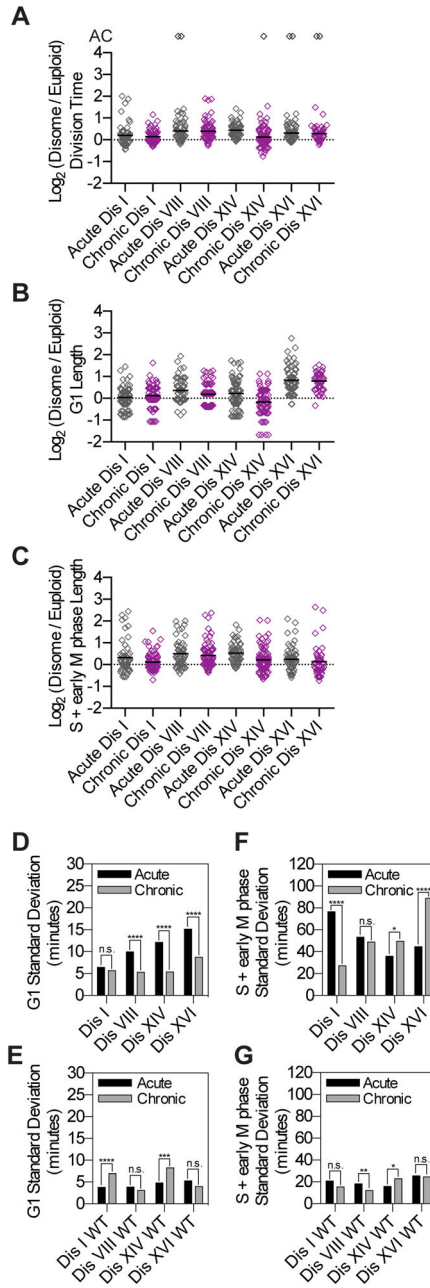 A
AC
Log2 (Disome / Euploid)
Division Time
4
3
2
1
0
-1
-2
Acute Dis I
Chronic Dis I
Acute Dis VIII
Chronic Dis VIII
Acute Dis XIV
Chronic Dis XIV
Acute Dis XVI
Chronic Dis XVI
B
Log2 (Disome / Euploid)
G1 Length
4
3
2
1
0
-1
-2
Acute Dis I
Chronic Dis I
Acute Dis VIII
Chronic Dis VIII
Acute Dis XIV
Chronic Dis XIV
Acute Dis XVI
Chronic Dis XVI
C
Log2 (Disome / Euploid)
S + early M phase Length
4
3
2
1
0
-1
-2
Acute Dis I
Chronic Dis I
Acute Dis VIII
Chronic Dis VIII
Acute Dis XIV
Chronic Dis XIV
Acute Dis XVI
Chronic Dis XVI
D
G1 Standard Deviation
(minutes)
30
25
20
15
10
5
0
Acute
Chronic
n.s.
****
****
****
Dis I
Dis VIII
Dis XIV
Dis XVI
F
S + early M phase
Standard Deviation
(minutes)
120
100
80
60
40
20
0
Acute
Chronic
****
n.s.
*
****
Dis I
Dis VIII
Dis XIV
Dis XVI
E
G1 Standard Deviation
(minutes)
30
25
20
15
10
5
0
Acute
Chronic
****
n.s.
***
n.s.
Dis I WT
Dis VIII WT
Dis XIV WT
Dis XVI WT
G
S + early M phase
Standard Deviation
(minutes)
120
100
80
60
40
20
0
Acute
Chronic
n.s.
**
*
n.s.
Dis I WT
Dis VIII WT
Dis XIV WT
Dis XVI WT